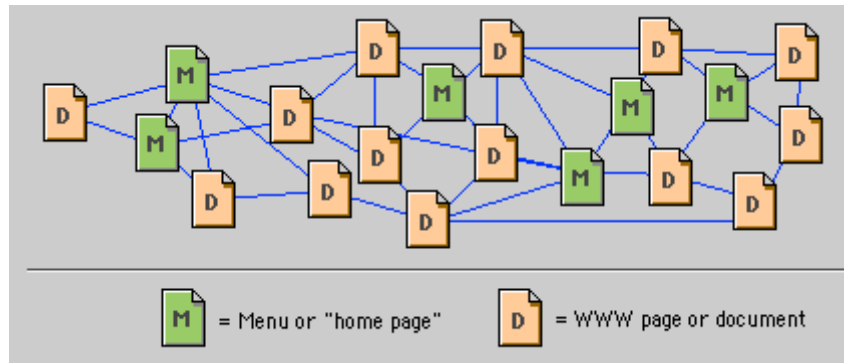 D D D D
M M M M
D D D
M D D M D D
D D D D
M = Menu or "home page" D = WWW page or document